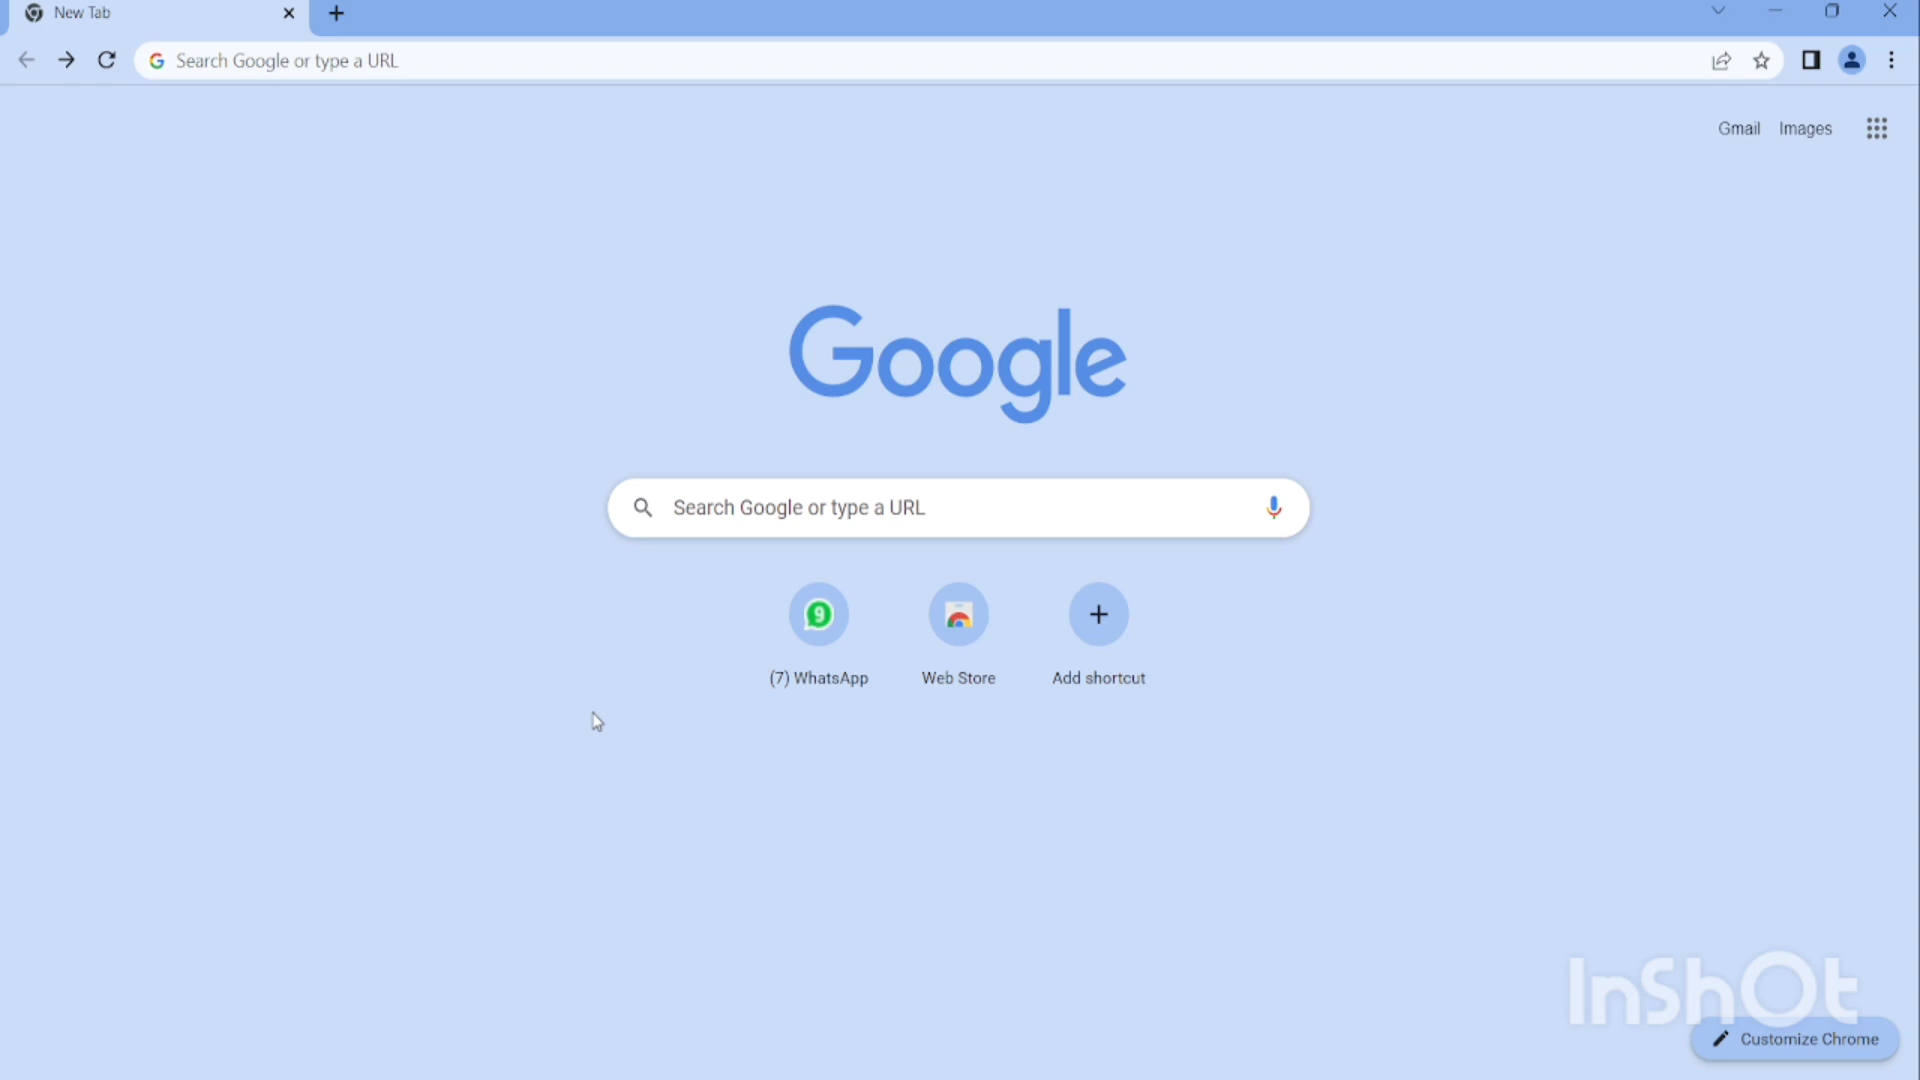 New Tab
Search Google or type a URL
Gmail Images
Google
Search Google or type a URL
9
(7) WhatsApp Web Store Add shortcut
InShOt
Customize Chrome